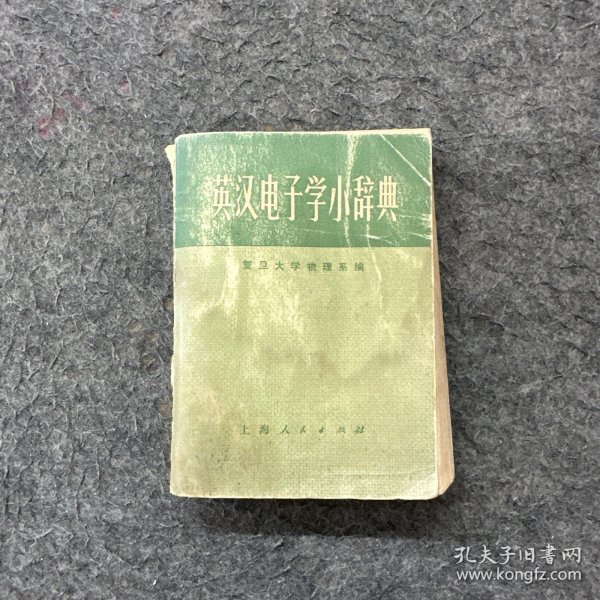 英汉电子学小辞典
复旦大学物理系编
上海人民出版社
孔夫子旧書网
www.kongfz.com